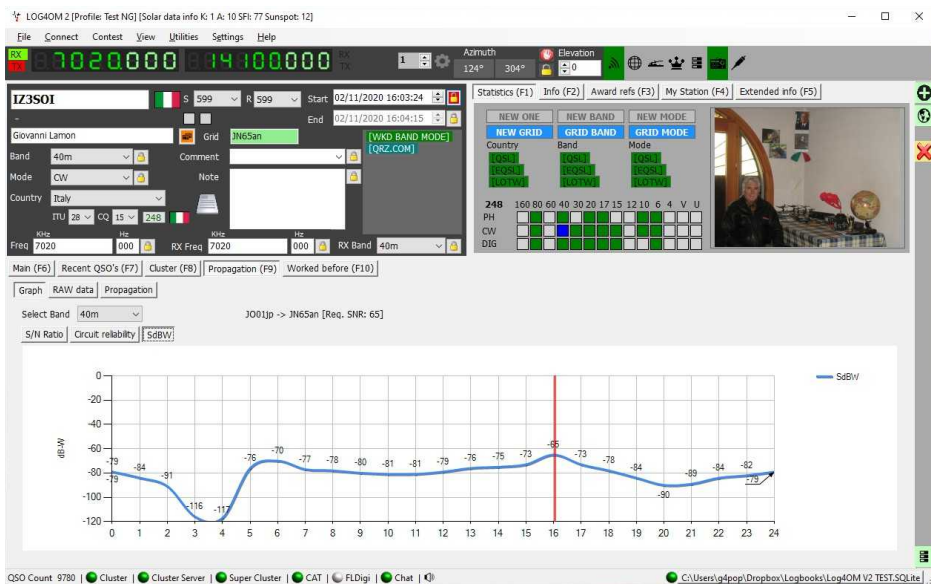 LOG4OM 2 [Profile: Test NG] [Solar data info K: 1 A: 10 SFI: 77 Sunspot: 12]
File Connect Contest View Utilities Settings Help
RX TX 7020.000 14100.000 RX TX 1 Azimuth 124° 304° Elevation 0
IZ3SOI S 599 R 599 Start 02/11/2020 16:03:24
- End 02/11/2020 16:04:15
Giovanni Lamon Grid JN65an [WKD BAND MODE]
[QRZ.COM]
Band 40m Comment
Mode CW Note
Country Italy
ITU 28 CQ 15 248
KHz Hz KHz Hz
Freq 7020 000 RX Freq 7020 000 RX Band 40m
Statistics (F1) Info (F2) Award refs (F3) My Station (F4) Extended info (F5)
NEW ONE NEW BAND NEW MODE
NEW GRID GRID BAND GRID MODE
Country Band Mode
[QSL] [QSL] [QSL]
[EQSL] [EQSL] [EQSL]
[LOTW] [LOTW] [LOTW]
248 160 80 60 40 30 20 17 15 12 10 6 4 V U
PH
CW
DIG
Main (F6) Recent QSO's (F7) Cluster (F8) Propagation (F9) Worked before (F10)
Graph RAW data Propagation
Select Band 40m JO01jp -> JN65an [Req. SNR: 65]
S/N Ratio Circuit reliability SdBW
SdBW
dB-W
0
-20
-40
-60
-80
-100
-120
-79 -79 -84 -91 -116 -117 -76 -70 -77 -78 -80 -81 -81 -79 -76 -75 -73 -65 -73 -78 -84 -90 -89 -84 -82 -79
0 1 2 3 4 5 6 7 8 9 10 11 12 13 14 15 16 17 18 19 20 21 22 23 24
QSO Count 9780 | Cluster | Cluster Server | Super Cluster | CAT | FLDigi | Chat | C:\Users\g4pop\Dropbox\Logbooks\Log4OM V2 TEST.SQLite